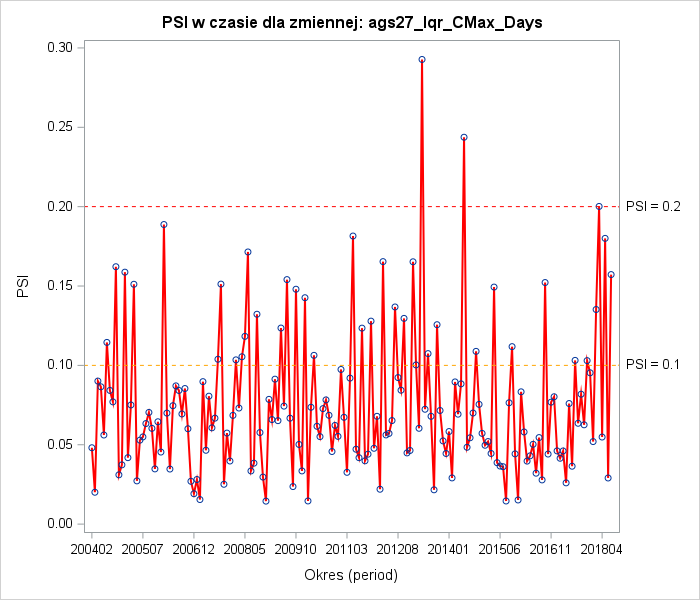 PSI w czasie dla zmiennej: ags27_Iqr_CMax_Days
0.30
0.25
0.20
0.15
0.10
0.05
0.00
PSI
PSI = 0.2
PSI = 0.1
200402 200507 200612 200805 200910 201103 201208 201401 201506 201611 201804
Okres (period)